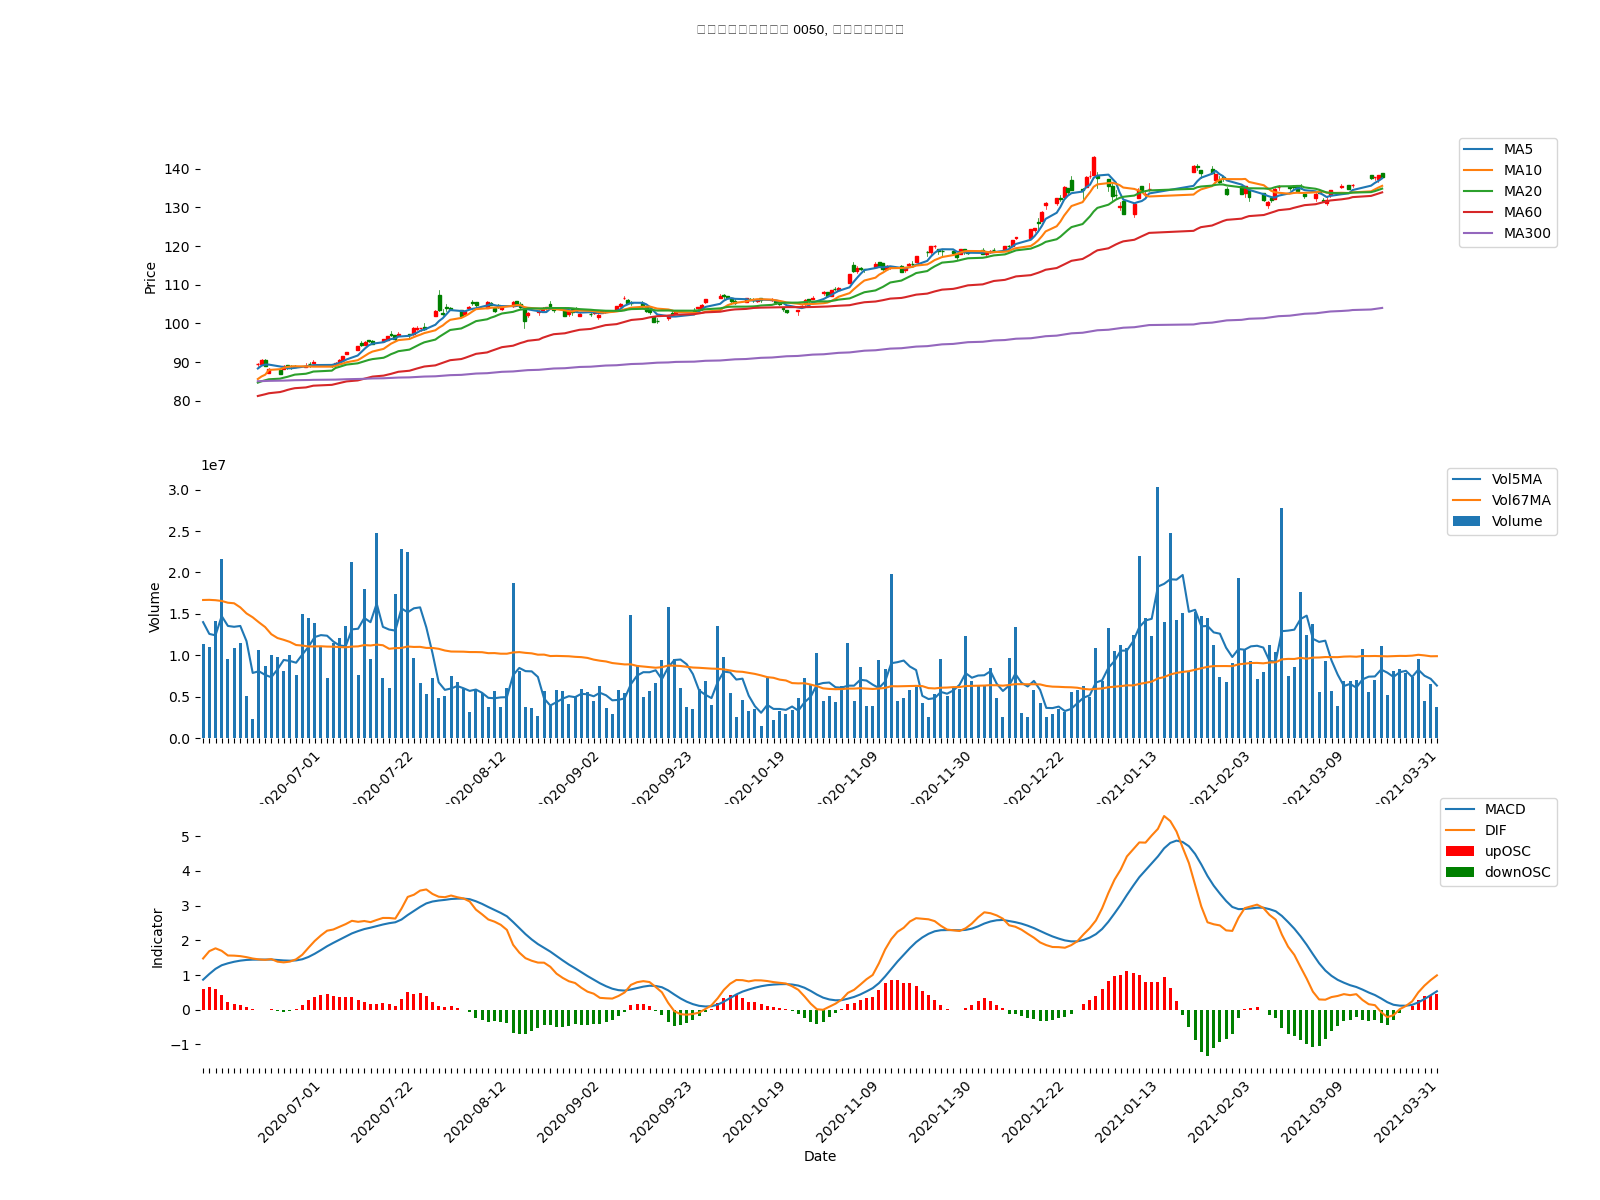 0050,
Price
140
130
120
110
100
90
80
MA5
MA10
MA20
MA60
MA300
1e7
Volume
3.0
2.5
2.0
1.5
1.0
0.5
0.0
Vol5MA
Vol67MA
Volume
2020-07-01 2020-07-22 2020-08-12 2020-09-02 2020-09-23 2020-10-19 2020-11-09 2020-11-30 2020-12-22 2021-01-13 2021-02-03 2021-03-09 2021-03-31
Indicator
5
4
3
2
1
0
−1
MACD
DIF
upOSC
downOSC
2020-07-01 2020-07-22 2020-08-12 2020-09-02 2020-09-23 2020-10-19 2020-11-09 2020-11-30 2020-12-22 2021-01-13 2021-02-03 2021-03-09 2021-03-31
Date